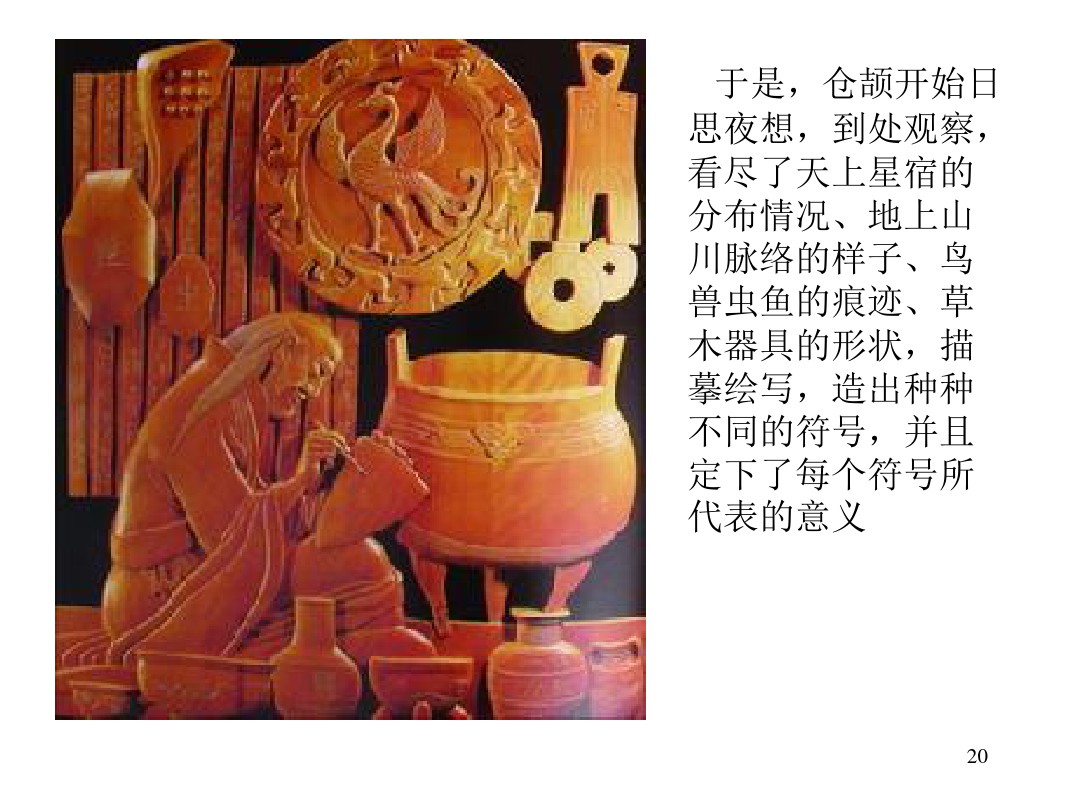 于是，仓颉开始日
思夜想，到处观察，
看尽了天上星宿的
分布情况、地上山
川脉络的样子、鸟
兽虫鱼的痕迹、草
木器具的形状，描
摹绘写，造出种种
不同的符号，并且
定下了每个符号所
代表的意义
20